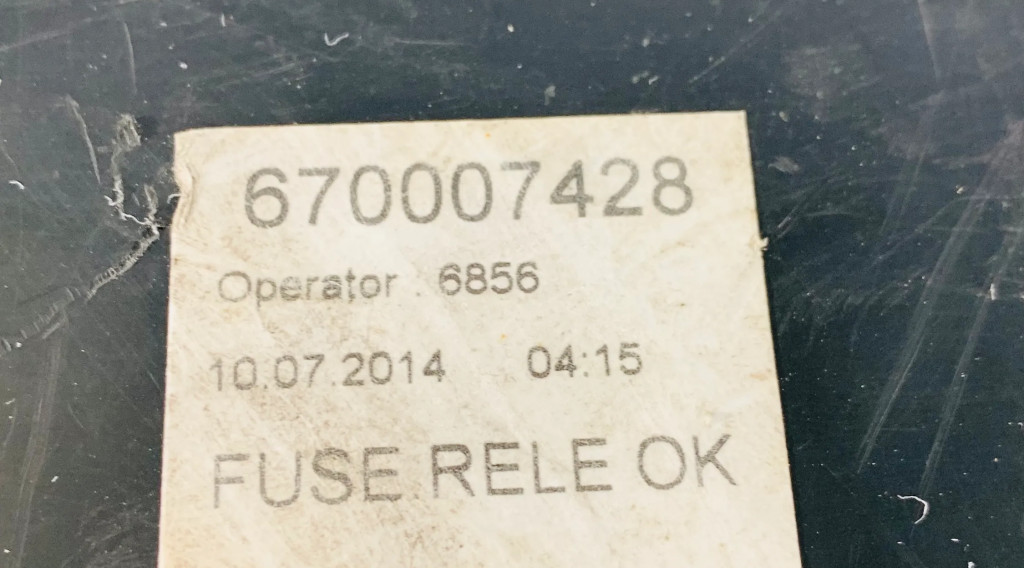 670007428
Operator : 6856
10.07.2014 04:15
FUSE.RELE OK